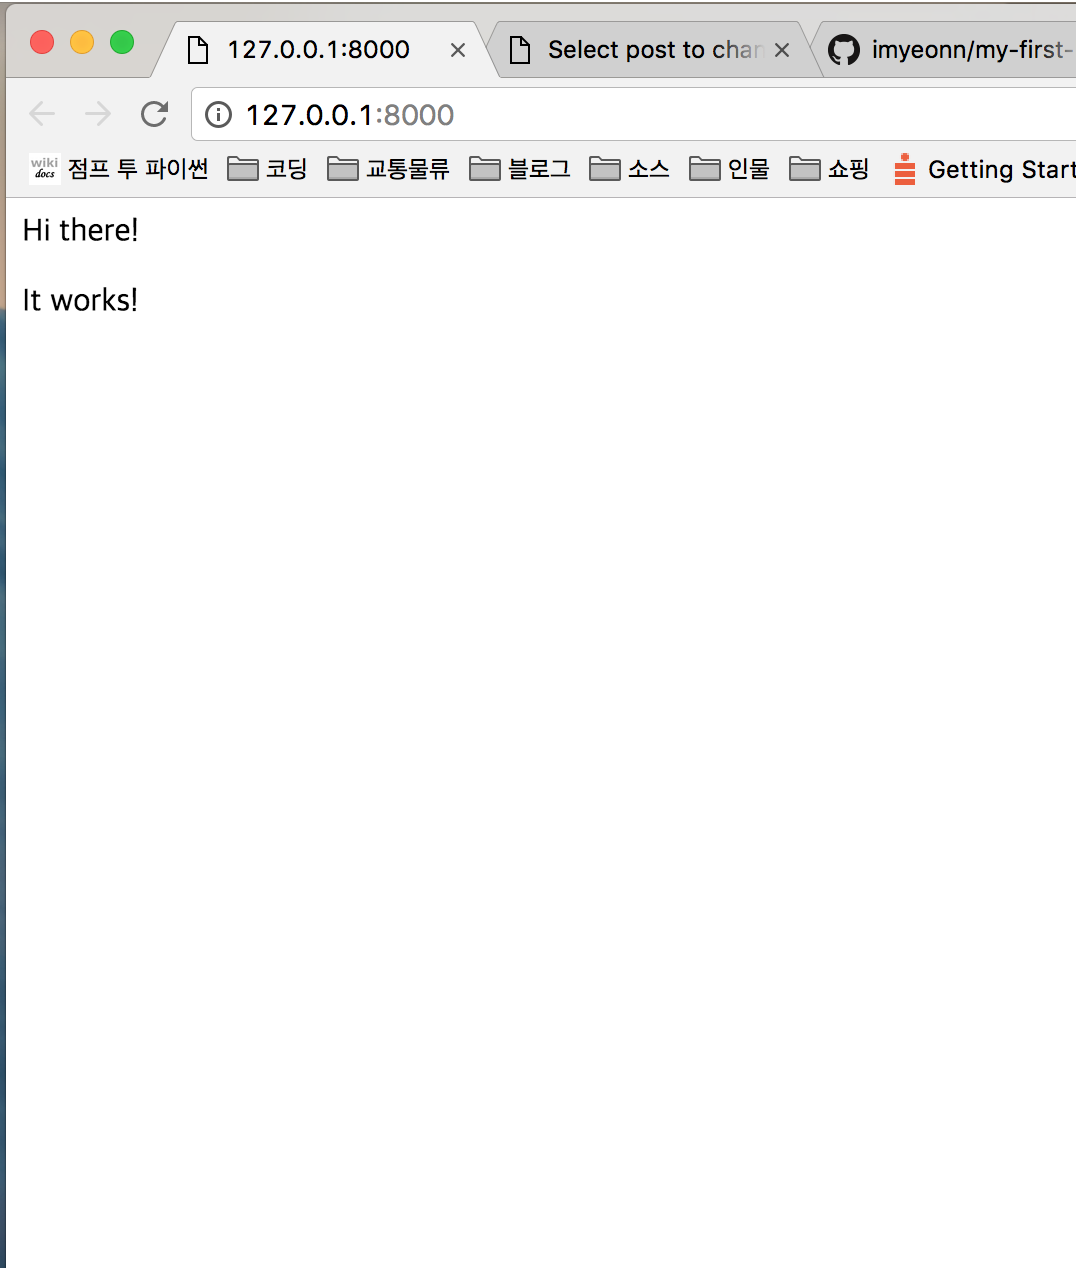 127.0.0.1:8000 Select post to chan imyeonn/my-first-
127.0.0.1:8000
wiki docs 점프 투 파이썬 코딩 교통물류 블로그 소스 인물 쇼핑 Getting Start
Hi there!
It works!